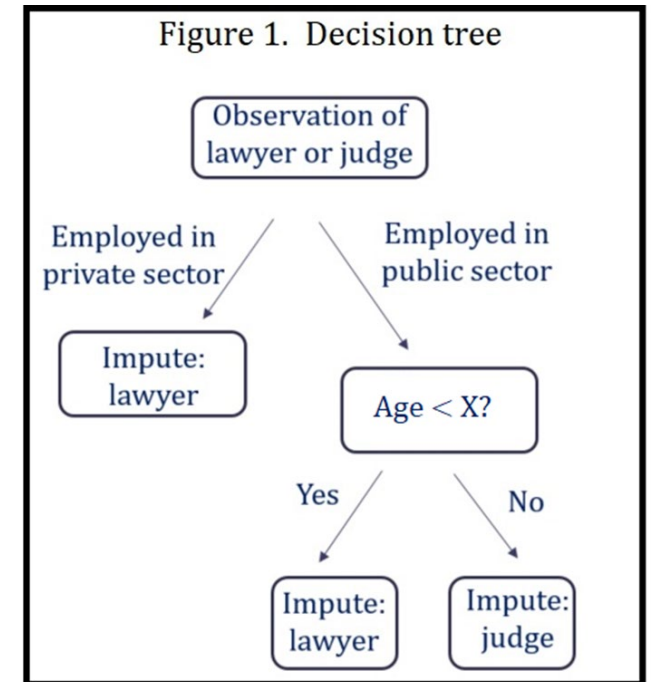 Figure 1.  Decision tree
Observation of
lawyer or judge
Employed in
private sector
Employed in
public sector
Impute:
lawyer
Age < X?
Yes
No
Impute:
lawyer
Impute:
judge